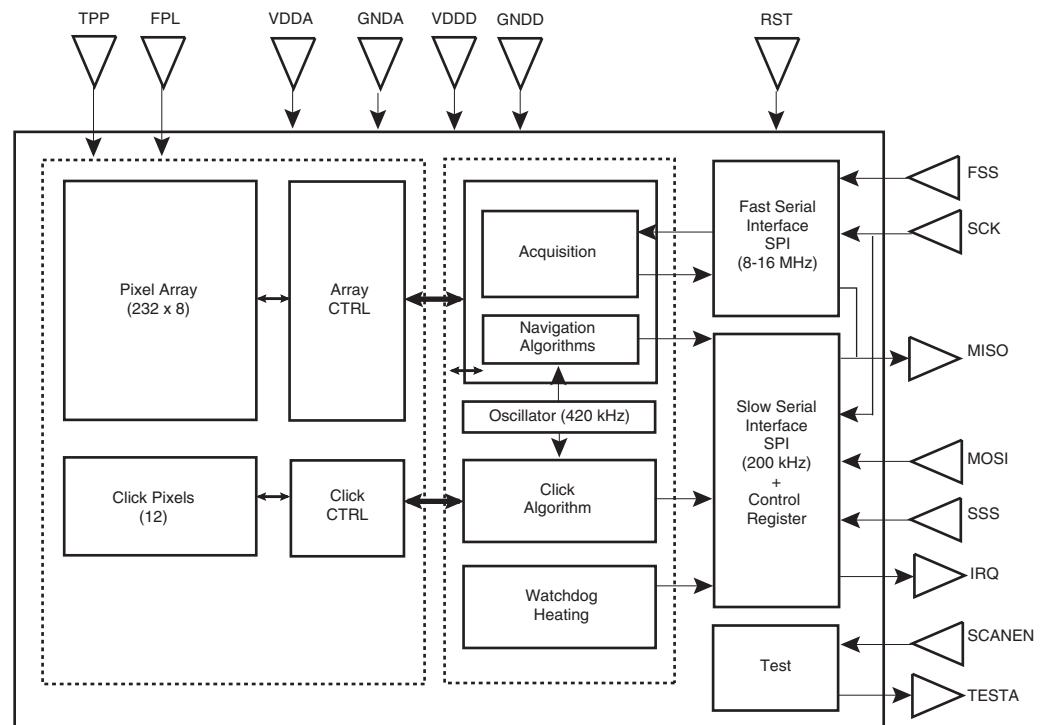 TPP
FPL
VDDA
GNDA
VDDD
GNDD
RST
Pixel Array
(232 x 8)
Array
CTRL
Acquisition
Navigation
Algorithms
Oscillator (420 kHz)
Click Pixels
(12)
Click
CTRL
Click
Algorithm
Watchdog
Heating
Fast Serial
Interface
SPI
(8-16 MHz)
Slow Serial
Interface
SPI
(200 kHz)
+
Control
Register
Test
FSS
SCK
MISO
MOSI
SSS
IRQ
SCANEN
TESTA